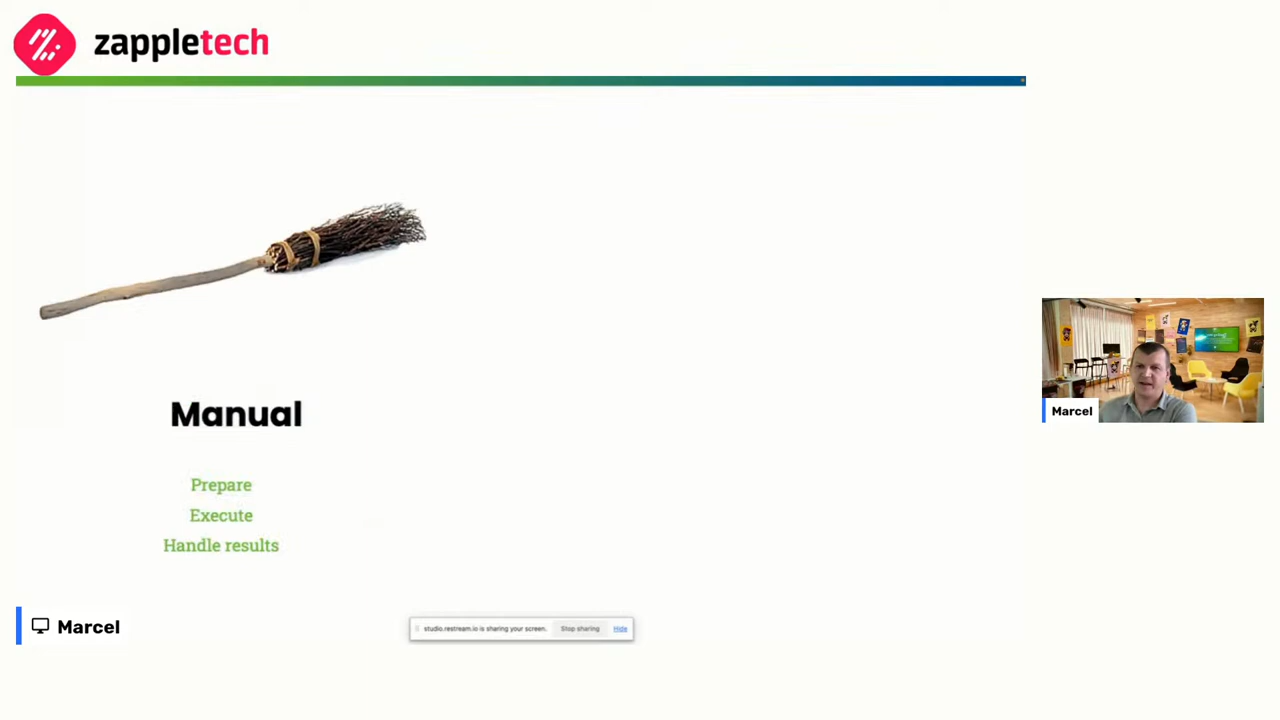 zappletech
Manual
Prepare
Execute
Handle results
Marcel
Marcel
studio.restream.io is sharing your screen.
Stop sharing
Hide